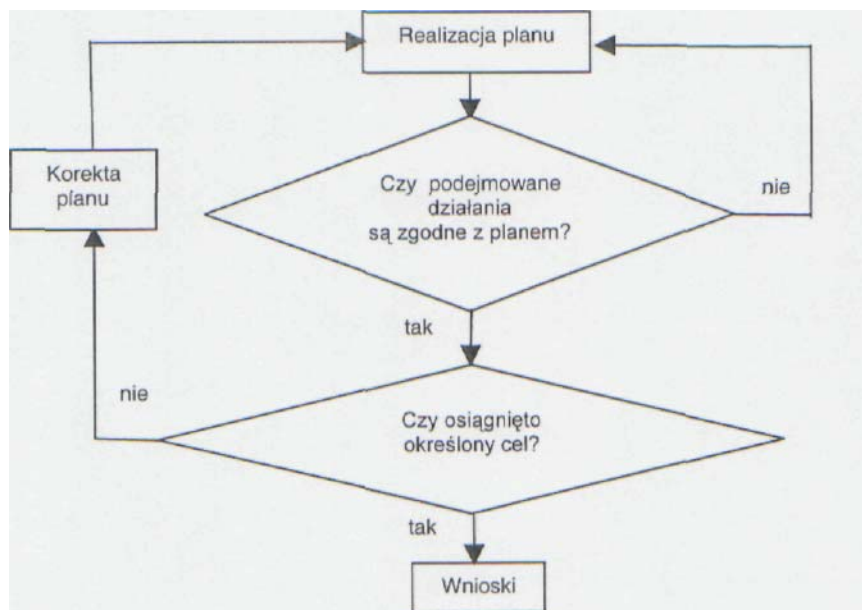 Realizacja planu
Korekta
planu
Czy podejmowane
działania
są zgodne z planem?
nie
tak
nie
Czy osiągnięto
określony cel?
tak
Wnioski